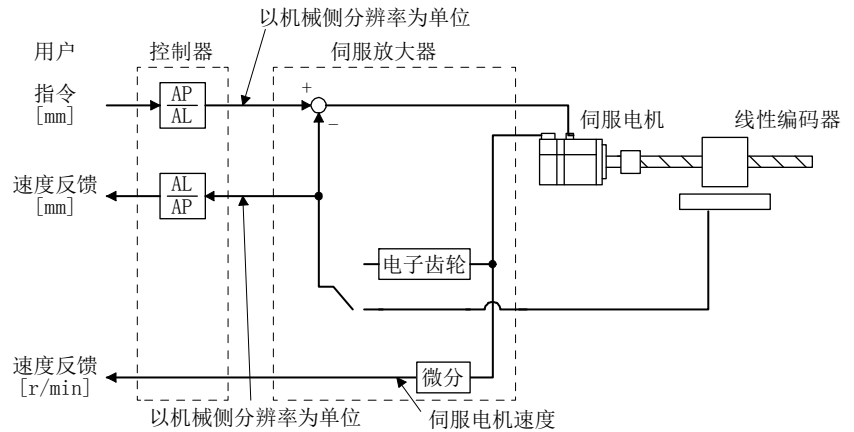 以机械侧分辨率为单位
用户
控制器
伺服放大器
指令
[mm]
AP
AL
+
−
伺服电机
线性编码器
速度反馈
[mm]
AL
AP
电子齿轮
速度反馈
[r/min]
微分
以机械侧分辨率为单位
伺服电机速度